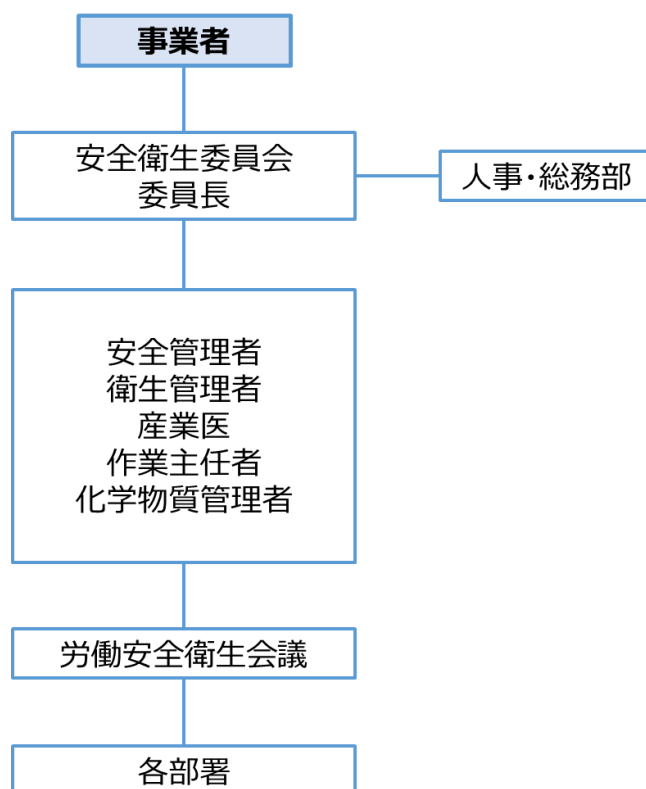 事業者
安全衛生委員会
委員長
人事・総務部
安全管理者
衛生管理者
産業医
作業主任者
化学物質管理者
労働安全衛生会議
各部署